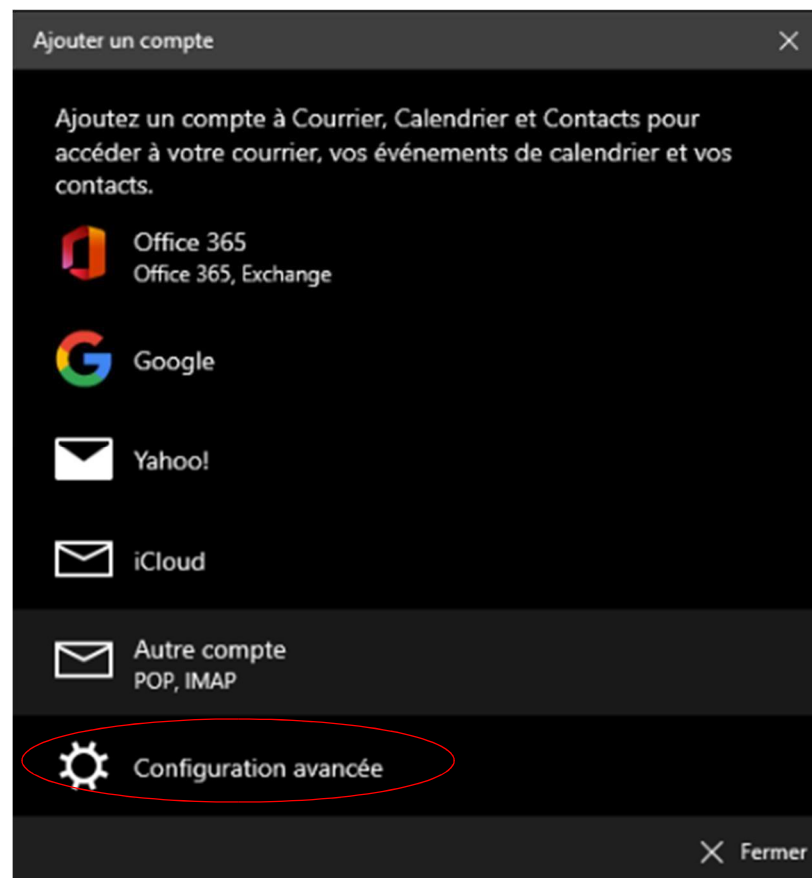 Ajouter un compte
Ajoutez un compte à Courrier, Calendrier et Contacts pour
accéder à votre courrier, vos événements de calendrier et vos
contacts.
Office 365
Office 365, Exchange
Google
Yahoo!
iCloud
Autre compte
POP, IMAP
Configuration avancée
Fermer